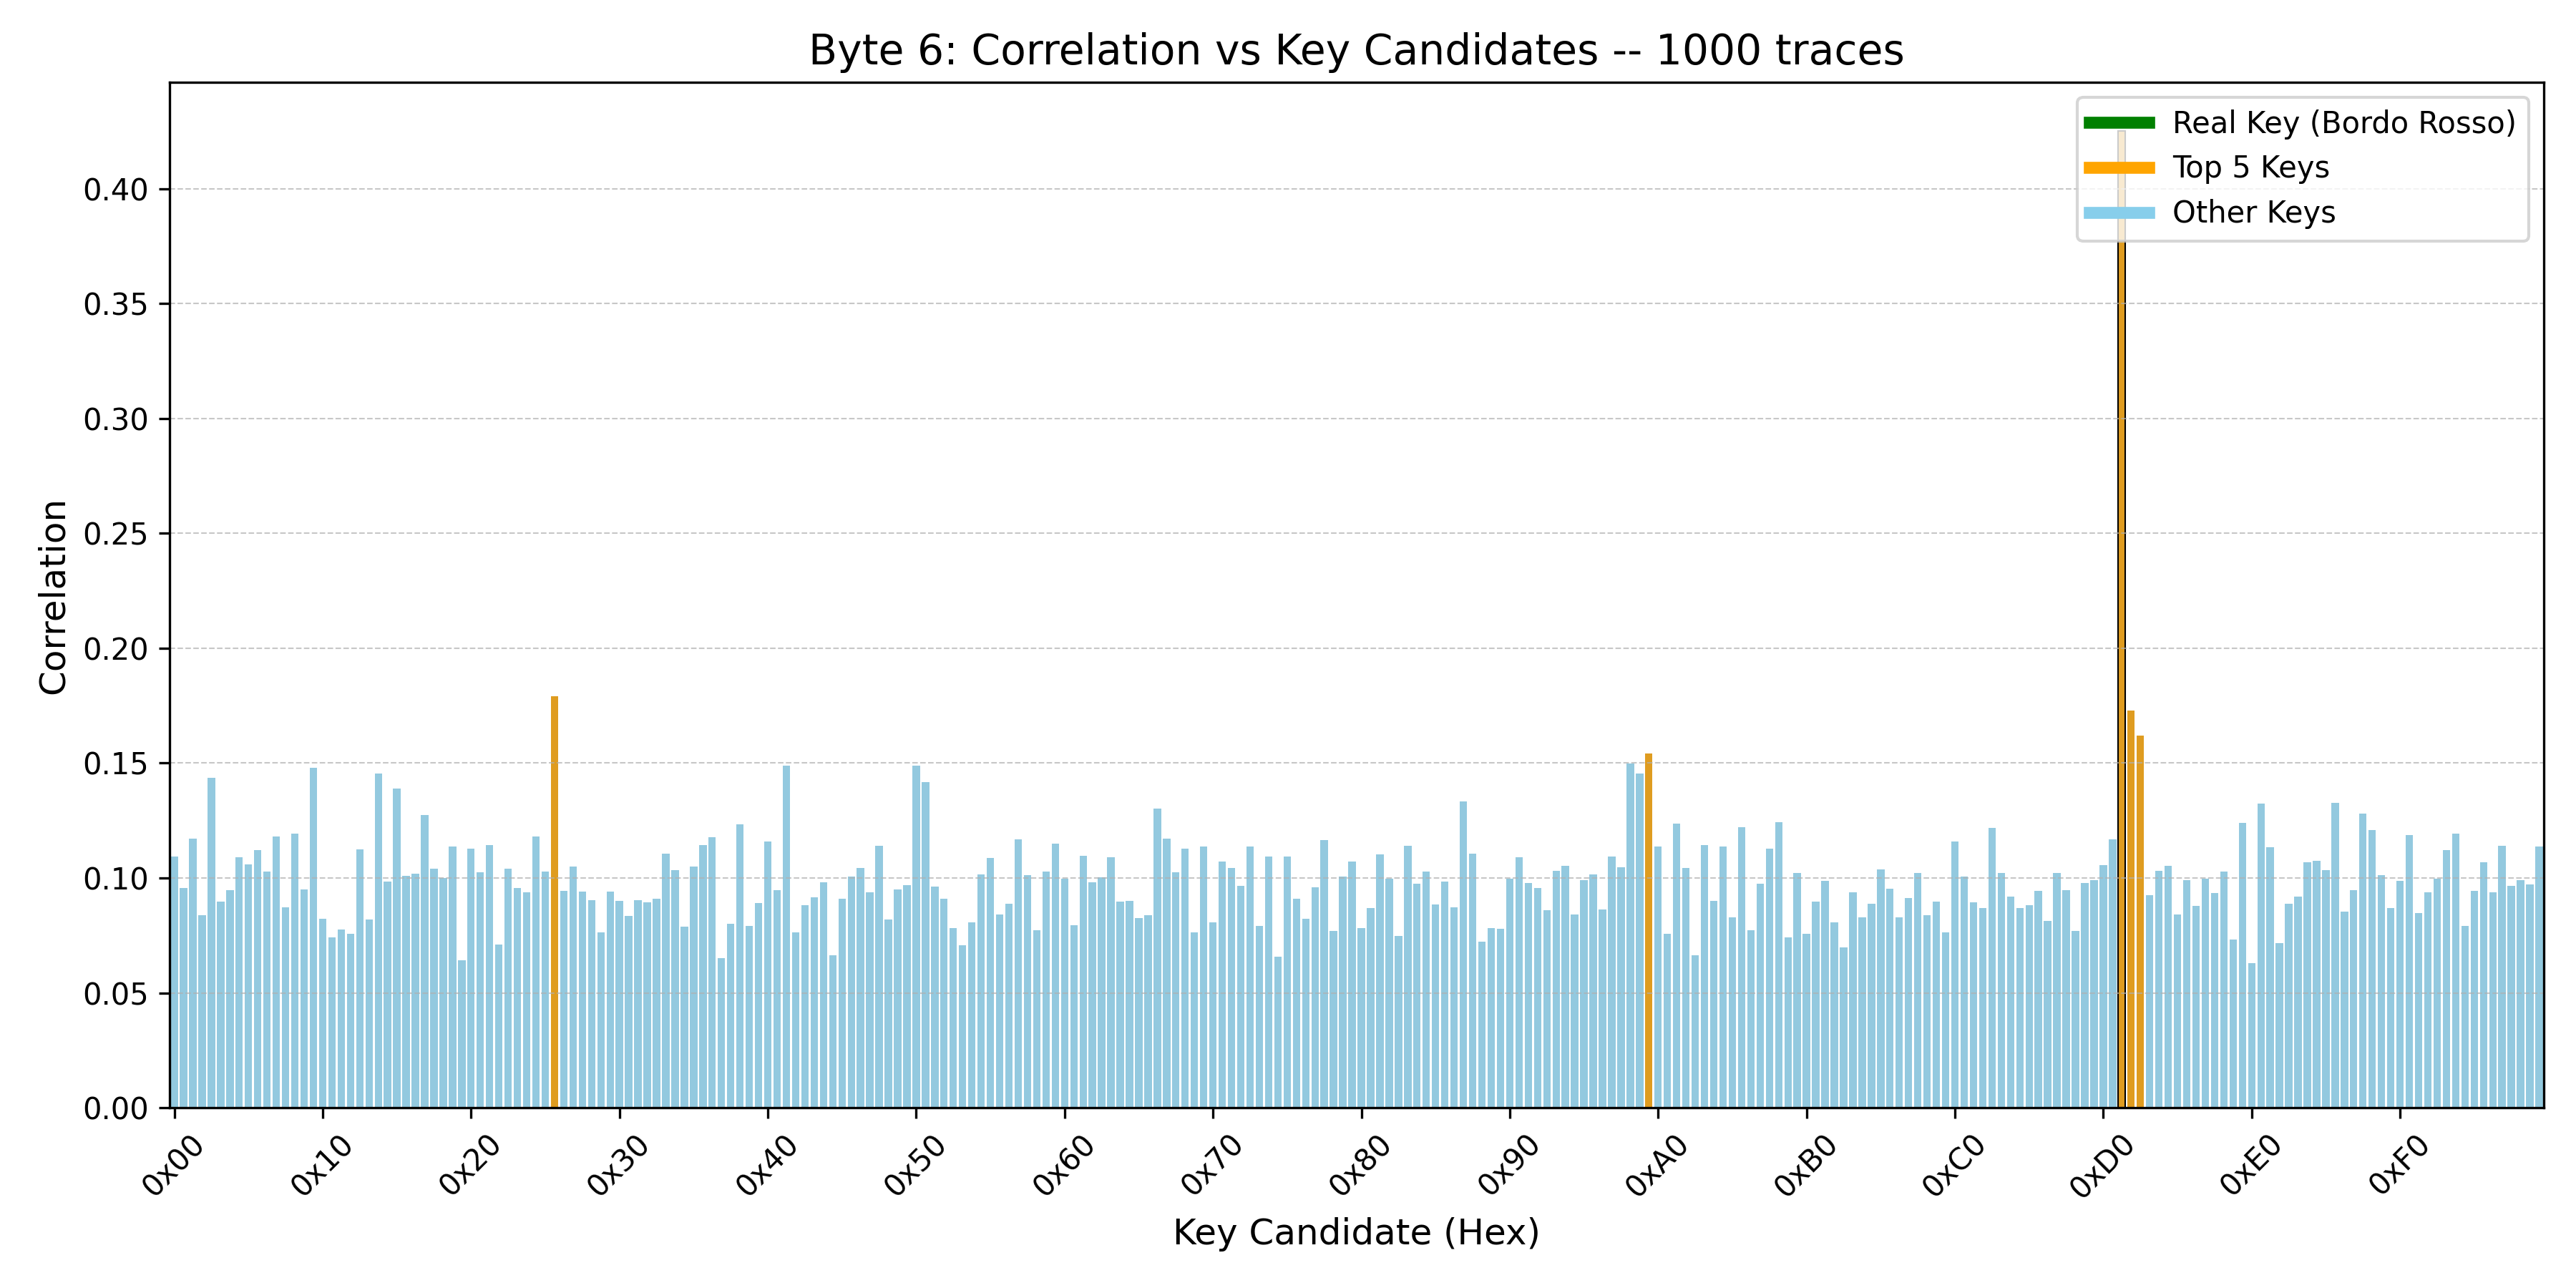 Byte 6: Correlation vs Key Candidates -- 1000 traces
Real Key (Bordo Rosso)
Top 5 Keys
Other Keys
0.40
0.35
0.30
0.25
0.20
0.15
0.10
0.05
0.00
Correlation
0x00
0x10
0x20
0x30
0x40
0x50
0x60
0x70
0x80
0x90
0xA0
0xB0
0xC0
0xD0
0xE0
0xF0
Key Candidate (Hex)